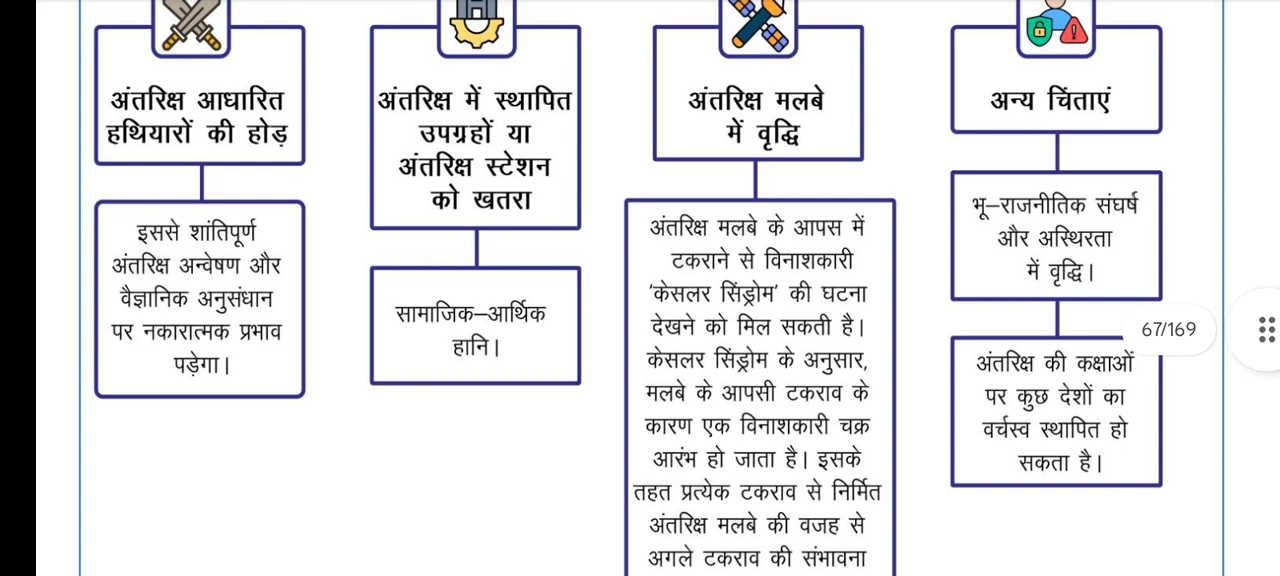 अंतरिक्ष आधारित
हथियारों की होड़
इससे शांतिपूर्ण
अंतरिक्ष अन्वेषण और
वैज्ञानिक अनुसंधान
पर नकारात्मक प्रभाव
पड़ेगा।
अंतरिक्ष में स्थापित
उपग्रहों या
अंतरिक्ष स्टेशन
को खतरा
सामाजिक–आर्थिक
हानि।
अंतरिक्ष मलबे
में वृद्धि
अंतरिक्ष मलबे के आपस में
टकराने से विनाशकारी
'केसलर सिंड्रोम' की घटना
देखने को मिल सकती है।
केसलर सिंड्रोम के अनुसार,
मलबे के आपसी टकराव के
कारण एक विनाशकारी चक्र
आरंभ हो जाता है। इसके
तहत प्रत्येक टकराव से निर्मित
अंतरिक्ष मलबे की वजह से
अगले टकराव की संभावना
अन्य चिंताएं
भू–राजनीतिक संघर्ष
और अस्थिरता
में वृद्धि।
अंतरिक्ष की कक्षाओं
पर कुछ देशों का
वर्चस्व स्थापित हो
सकता है।
67/169